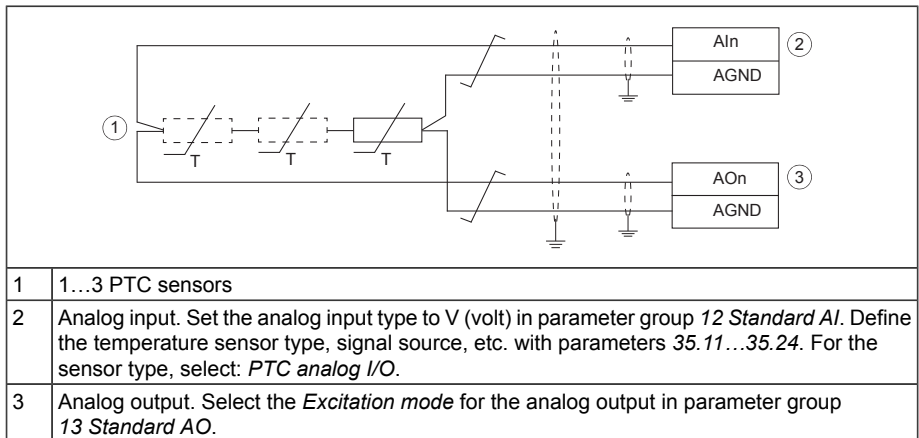 AIn
2
AGND
1
T
T
T
AOn
3
AGND
1
1…3 PTC sensors
2
Analog input. Set the analog input type to V (volt) in parameter group 12 Standard AI. Define
the temperature sensor type, signal source, etc. with parameters 35.11…35.24. For the
sensor type, select: PTC analog I/O.
3
Analog output. Select the Excitation mode for the analog output in parameter group
13 Standard AO.